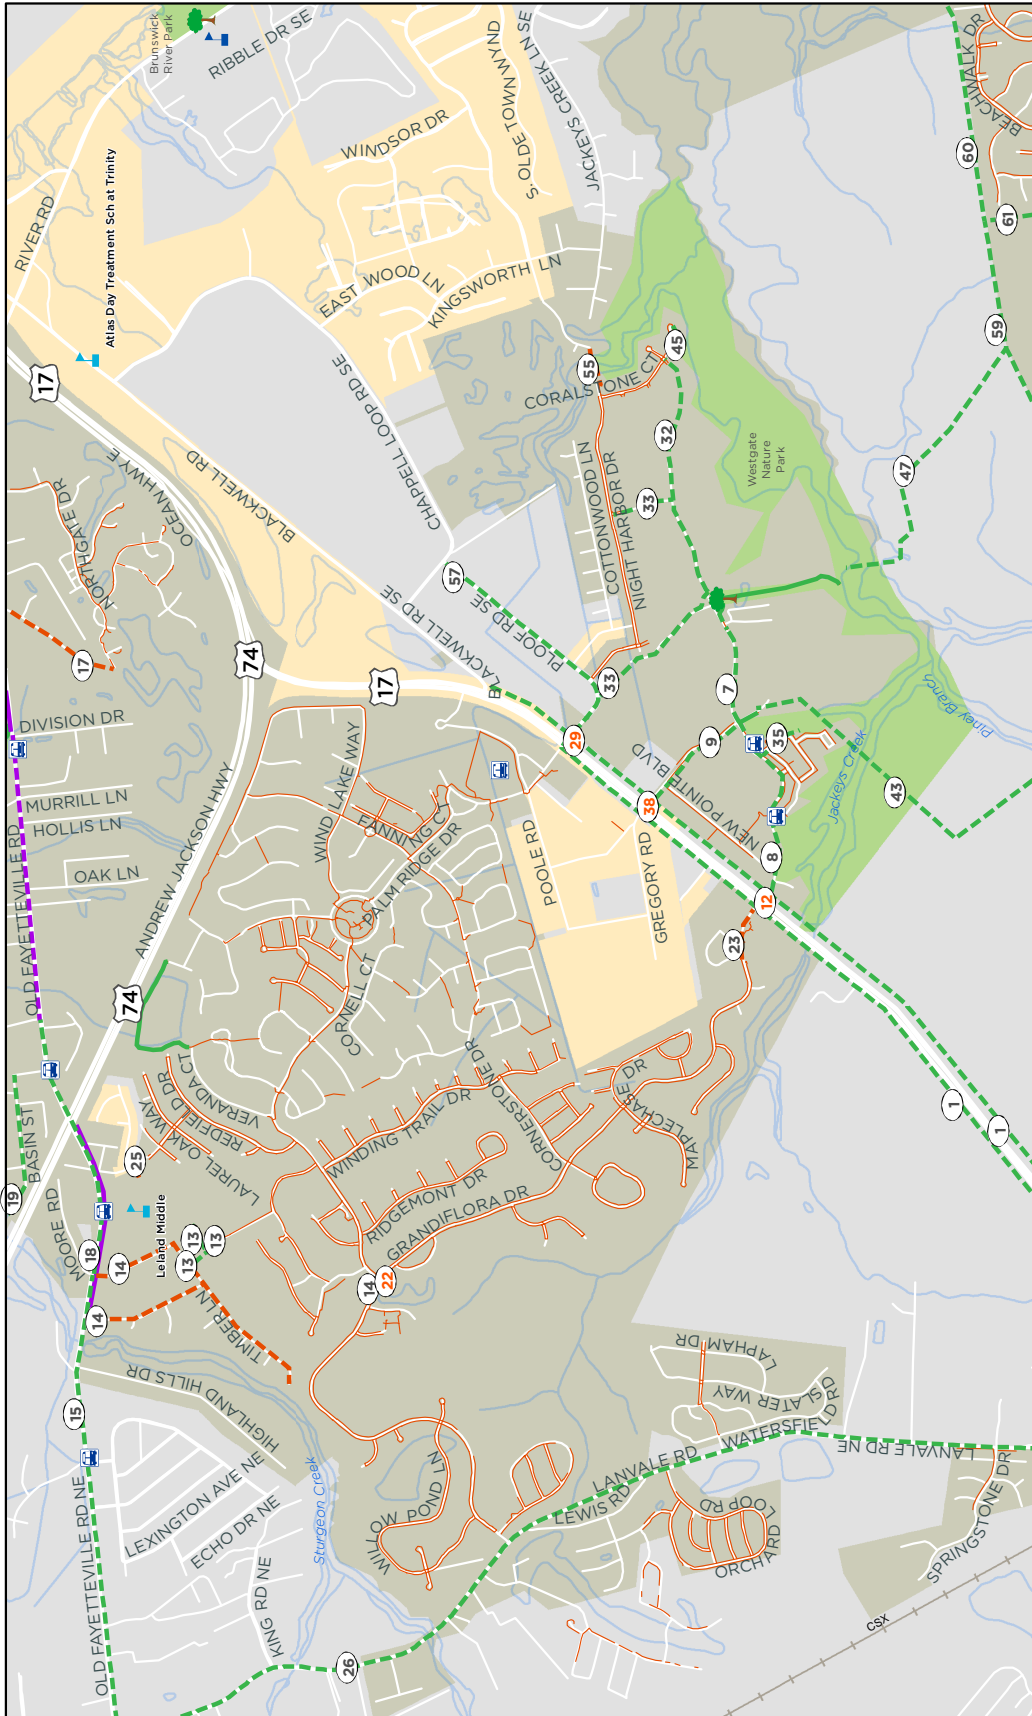 Brunswick
River Park
RIBBLE DR SE
RIVER RD
Atlas Day Treatment Sch at Trinity
WINDSOR DR
S. OLDE TOWN WYND
JACKEYS CREEK LN SE
BEACHWALK DR
60
61
EAST WOOD LN
KINGSWORTH LN
17
59
55
45
CORALSTONE CT
CHAPPELL LOOP RD SE
OCEAN HWY E
BLACKWELL RD
NORTHGATE DR
32
Westgate
Nature
Park
47
33
COTTONWOOD LN
NIGHT HARBOR DR
57
PLOOF RD SE
BLACKWELL RD SE
17
74
17
33
7
DIVISION DR
29
9
35
Piney Branch
Jackeys Creek
43
MURRILL LN
HOLLIS LN
OAK LN
OLD FAYETTEVILLE RD
ANDREW JACKSON HWY
WIND LAKE WAY
FANNING CT
PALM RIDGE DR
POOLE RD
38
GREGORY RD
NEW POINTE BLVD
8
12
23
74
CORNELL CT
CORNERSTONE DR
MAPLECHASE DR
1
1
VERANDA CT
REDFIELD DR
LAUREL OAK WAY
WINDING TRAIL DR
BASIN ST
19
25
MOORE RD
18
14
Leland Middle
13
13
13
RIDGEMONT DR
GRANDIFLORA DR
14
22
14
TIMBER LN
15
HIGHLAND HILLS DR
LAPHAM DR
SLATER WAY
WATERSFIELD RD
LANVALE RD NE
LANVALE RD
LEWIS RD
LOOP RD
ORCHARD
SPRINGSTONE DR
OLD FAYETTEVILLE RD NE
LEXINGTON AVE NE
ECHO DR NE
KING RD NE
Sturgeon Creek
WILLOW POND LN
26
CSX